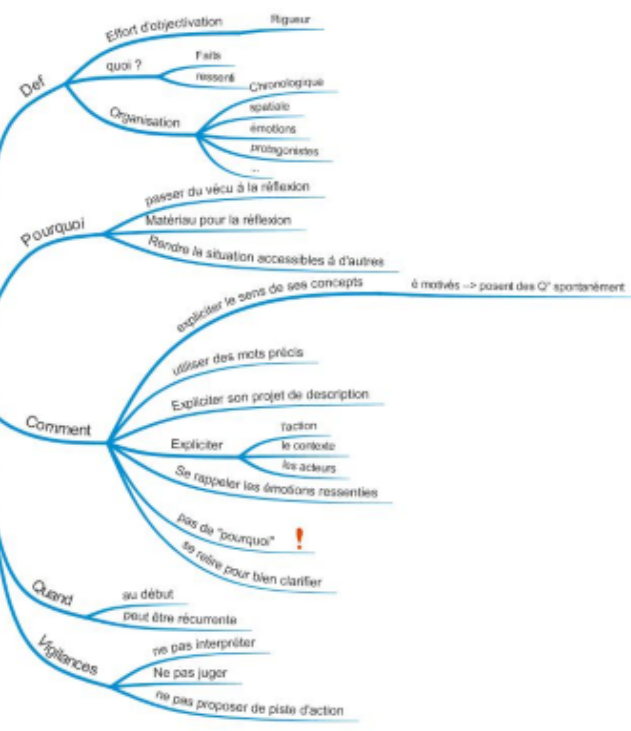 Def
Effort d'objectivation
Rigueur
quoi ?
Faits
ressenti
Organisation
Chronologique
spatiale
émotions
protagonistes
...
Pourquoi
passer du vécu à la réflexion
Matériau pour la réflexion
Rendre la situation accessibles à d'autres
Comment
expliciter le sens de ses concepts
é motivés --> posent des Q° spontanément
utiliser des mots précis
Expliciter son projet de description
Expliciter
l'action
le contexte
les acteurs
Se rappeler les émotions ressenties
pas de "pourquoi" !
se relire pour bien clarifier
Quand
au début
peut être récurrente
Vigilances
ne pas interpréter
Ne pas juger
ne pas proposer de piste d'action